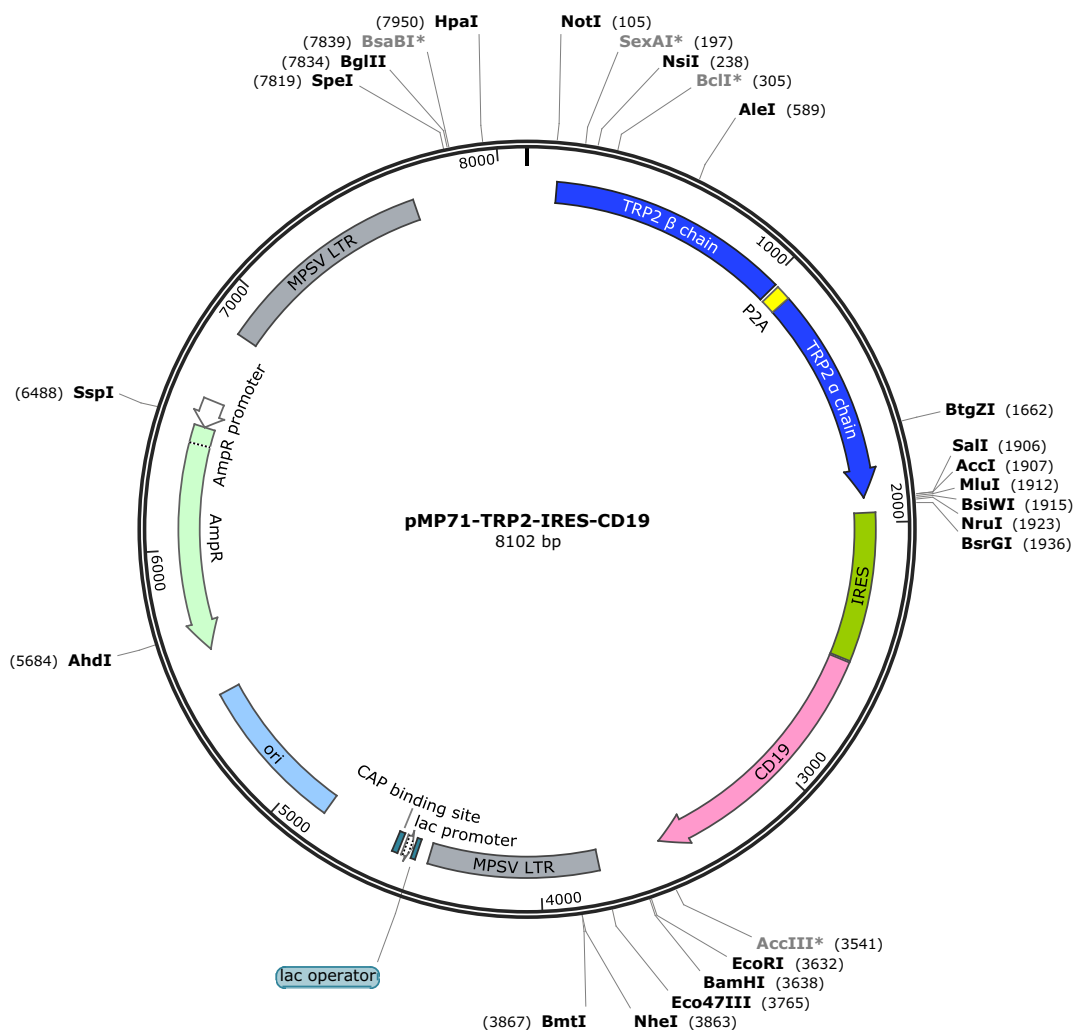 (7950) HpaI
(7839) BsaBI*
(7834) BglII
(7819) SpeI
NotI (105)
SexAI* (197)
NsiI (238)
BclI* (305)
AleI (589)
8000
1000
2000
3000
4000
5000
6000
7000
MPSV LTR
TRP2 β chain
P2A
TRP2 α chain
BtgZI (1662)
SalI (1906)
AccI (1907)
MluI (1912)
BsiWI (1915)
NruI (1923)
BsrGI (1936)
(6488) SspI
AmpR promoter
AmpR
pMP71-TRP2-IRES-CD19
8102 bp
IRES
(5684) AhdI
ori
CD19
CAP binding site
lac promoter
MPSV LTR
lac operator
AccIII* (3541)
EcoRI (3632)
BamHI (3638)
Eco47III (3765)
NheI (3863)
(3867) BmtI